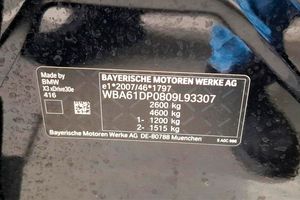 Made by
BMW
X3 xDrive30e
416
BAYERISCHE MOTOREN WERKE AG
e1*2007/46*1797
WBA61DP0B09L93307
2600 kg
4600 kg
1- 1200 kg
2- 1515 kg
Bayerische Motoren Werke AG DE-80788 Muenchen